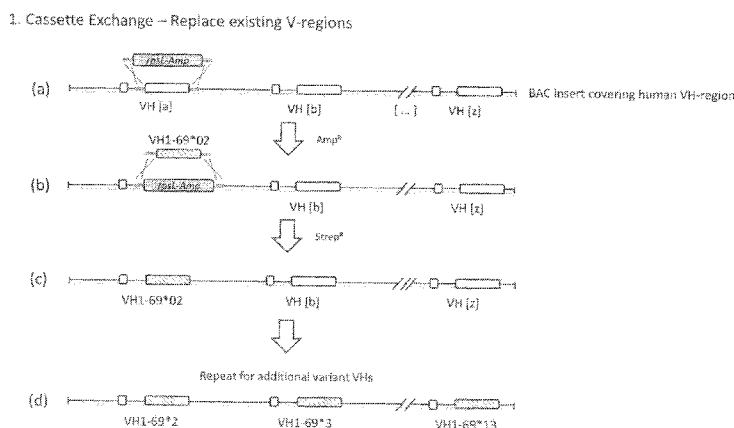 1. Cassette Exchange – Replace existing V-regions
rpsL-Amp
(a)
BAC insert covering human VH-region
VH [a]
VH [b]
[ ... ]
VH [z]
VH1-69*02
Amp^R
(b)
rpsL-Amp
VH [b]
VH [z]
Strep^R
(c)
VH1-69*02
VH [b]
VH [z]
Repeat for additional variant VHs
(d)
VH1-69*2
VH1-69*3
VH1-69*13